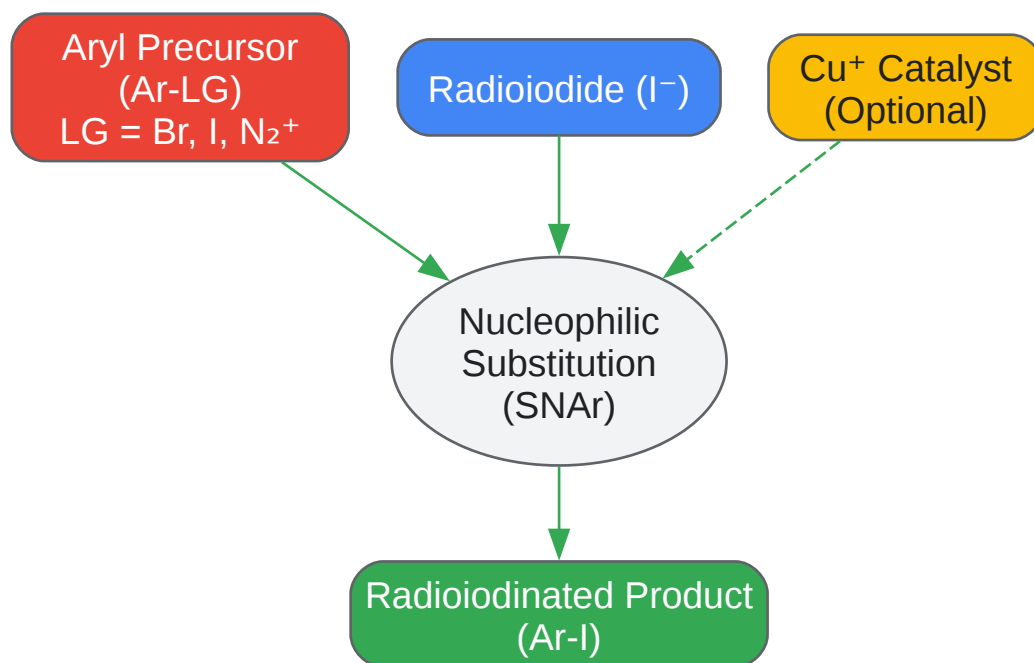 Aryl Precursor
(Ar-LG)
LG = Br, I, N₂⁺
Radioiodide (I⁻)
Cu⁺ Catalyst
(Optional)
Nucleophilic
Substitution
(SNAr)
Radioiodinated Product
(Ar-I)